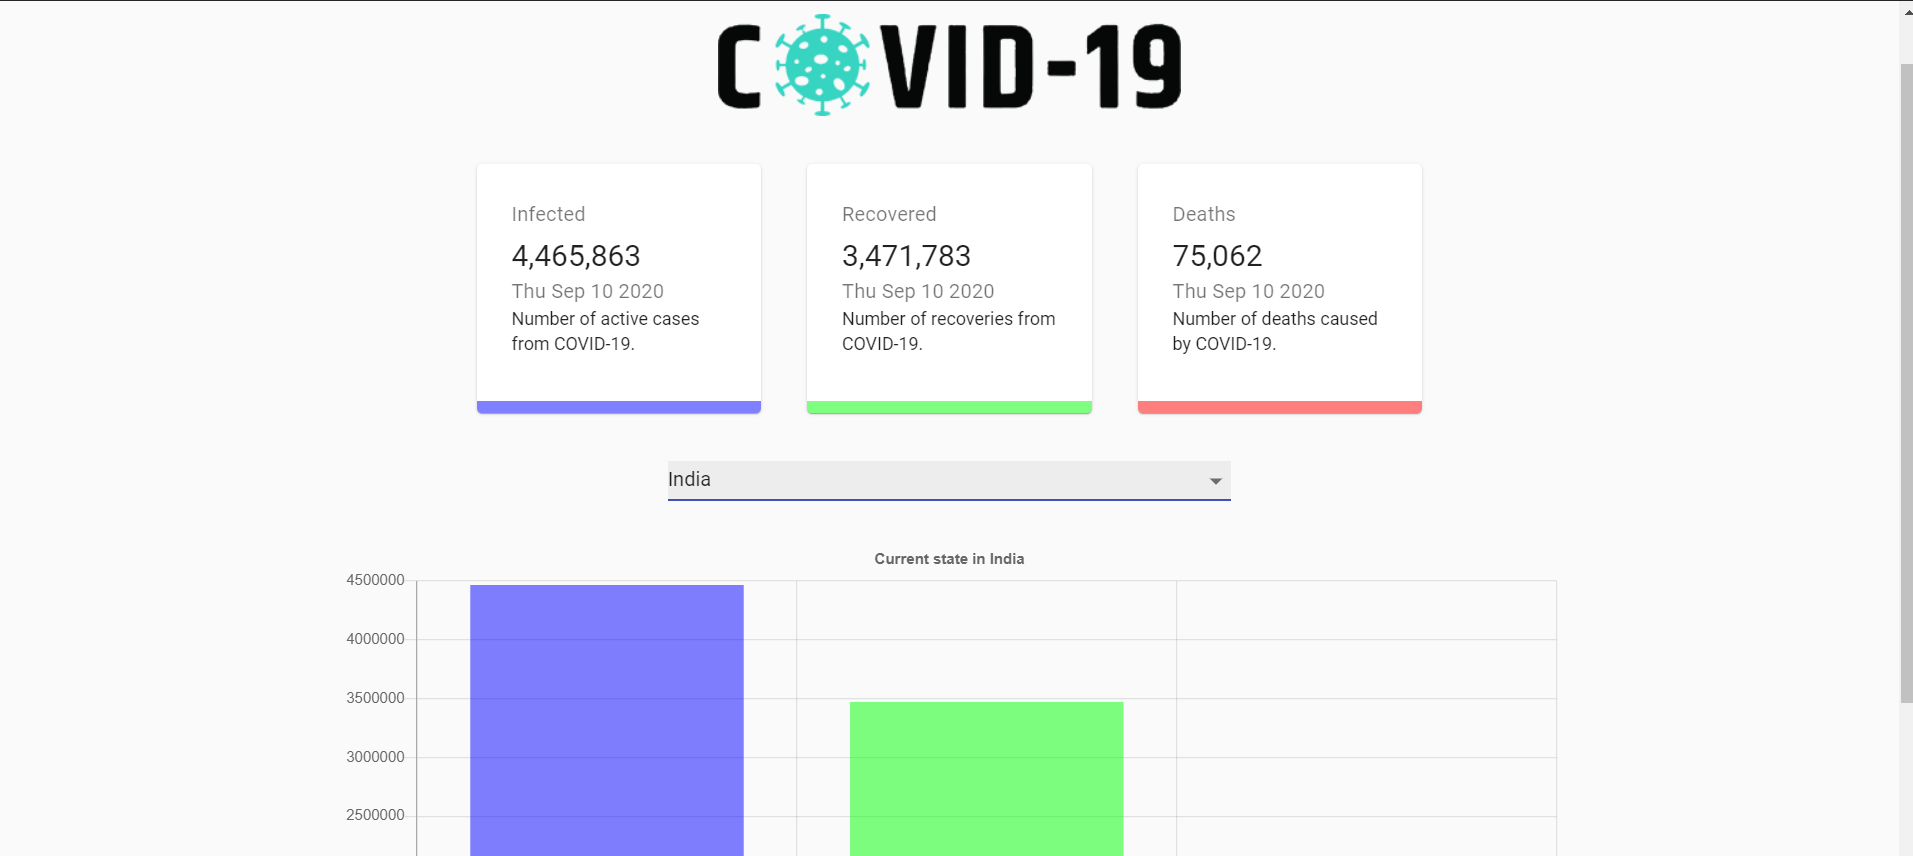 COVID-19
Infected
4,465,863
Thu Sep 10 2020
Number of active cases
from COVID-19.
Recovered
3,471,783
Thu Sep 10 2020
Number of recoveries from
COVID-19.
Deaths
75,062
Thu Sep 10 2020
Number of deaths caused
by COVID-19.
India
Current state in India
4500000
4000000
3500000
3000000
2500000